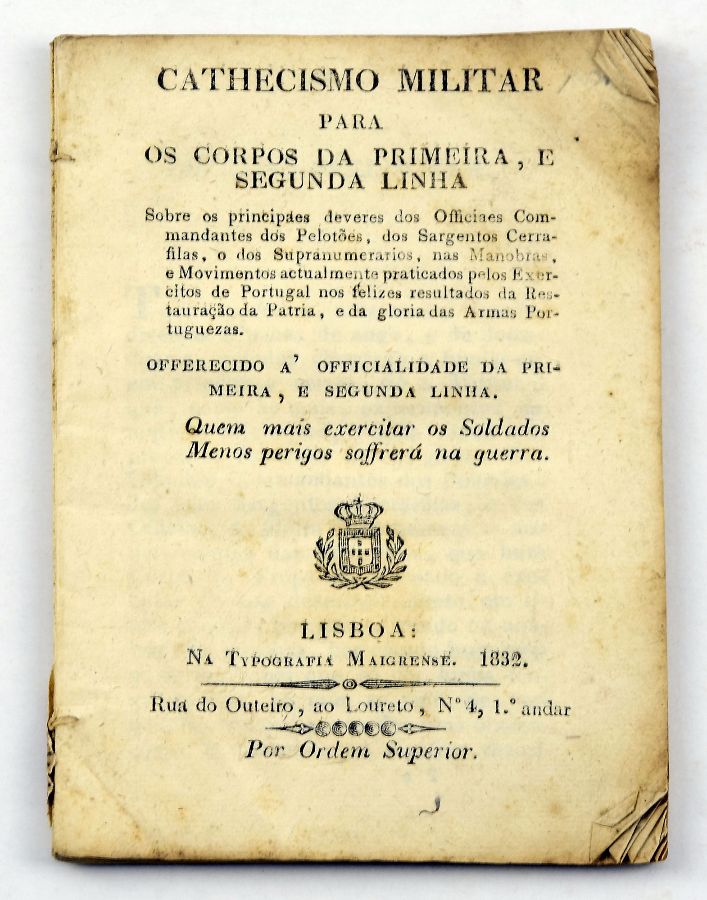 CATHECISMO MILITAR
PARA
OS CORPOS DA PRIMEIRA, E
SEGUNDA LINHA
Sobre os principáes deveres dos Officiaes Com-
mandantes dos Pelotões, dos Sargentos Cerra-
filas, o dos Supranumerarios, nas Manobras,
e Movimentos actualmente praticados pelos Exer-
citos de Portugal nos felizes resultados da Res-
tauração da Patria, e da gloria das Armas Por-
tuguezas.
OFFERECIDO A' OFFICIALIDADE DA PRI-
MEIRA, E SEGUNDA LINHA.
Quem mais exercitar os Soldados
Menos perigos soffrerá na guerra.
LISBOA:
NA TYPOGRAFIA MAIGRENSE. 1832.
Rua do Outeiro, ao Loureto, N° 4, 1.° andar
Por Ordem Superior.